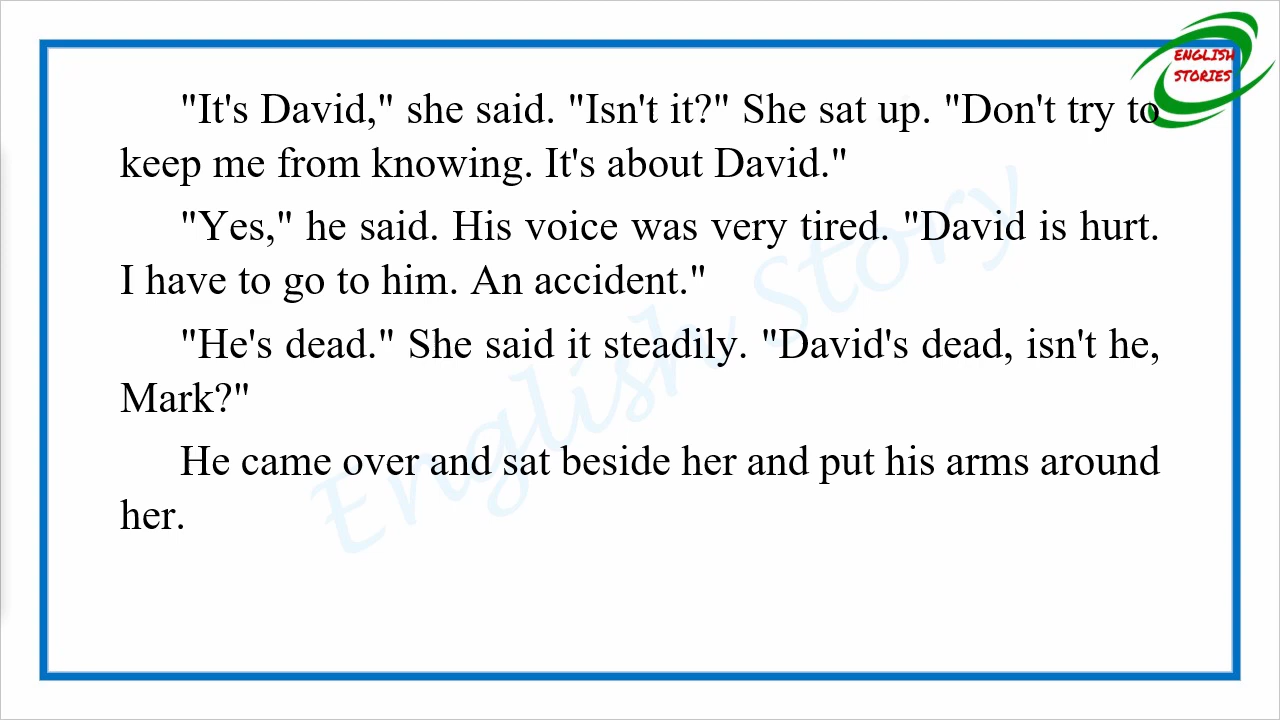 ENGLISH
STORIES
"It's David," she said. "Isn't it?" She sat up. "Don't try to
keep me from knowing. It's about David."
"Yes," he said. His voice was very tired. "David is hurt.
I have to go to him. An accident."
"He's dead." She said it steadily. "David's dead, isn't he,
Mark?"
He came over and sat beside her and put his arms around
her.
English Story